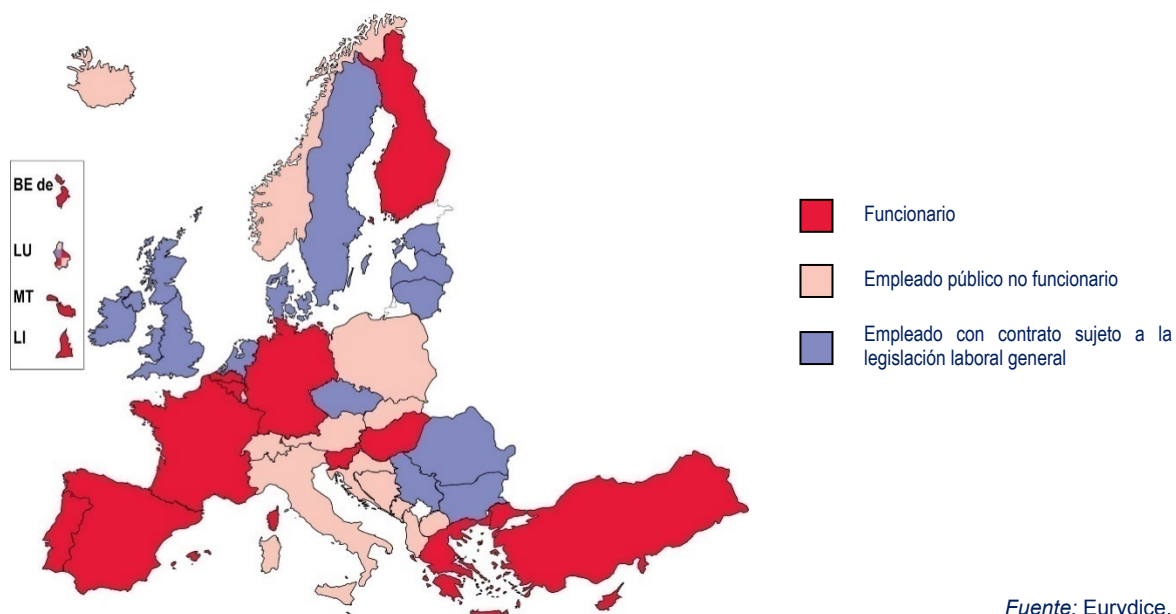 BE de
LU
MT
LI
Funcionario
Empleado público no funcionario
Empleado con contrato sujeto a la
legislación laboral general
Fuente: Eurydice.